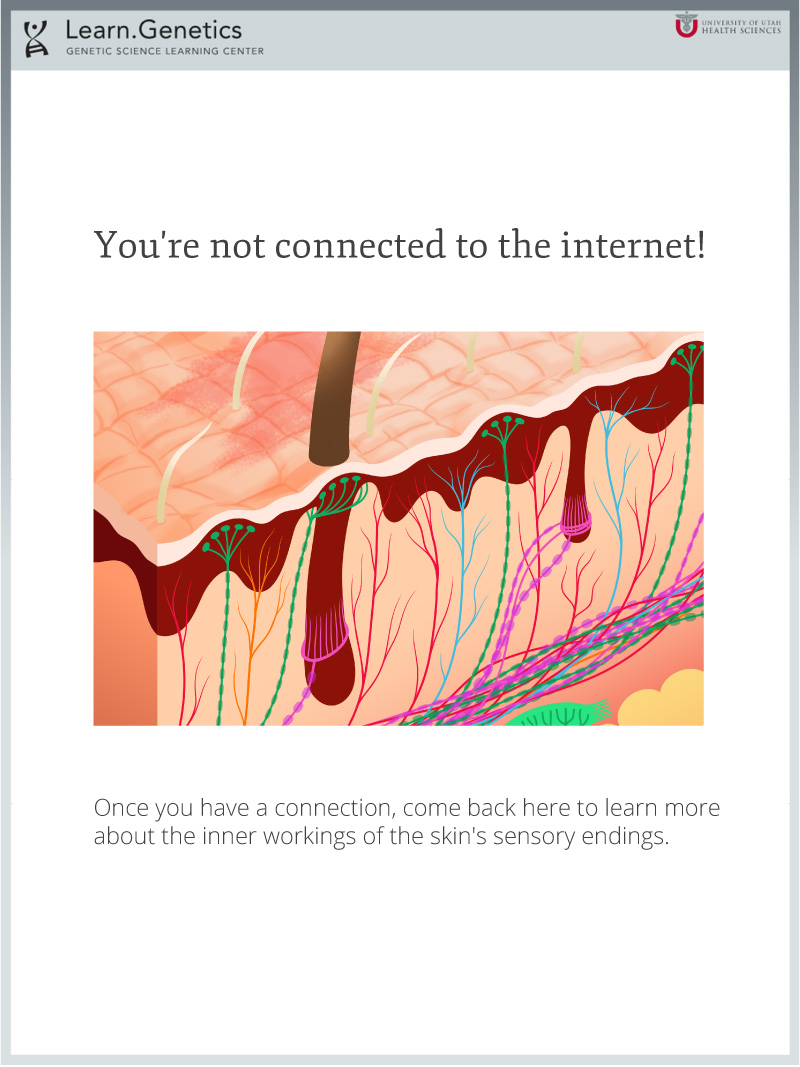 Learn.Genetics
GENETIC SCIENCE LEARNING CENTER
UNIVERSITY OF UTAH
HEALTH SCIENCES
You're not connected to the internet!
Once you have a connection, come back here to learn more
about the inner workings of the skin's sensory endings.